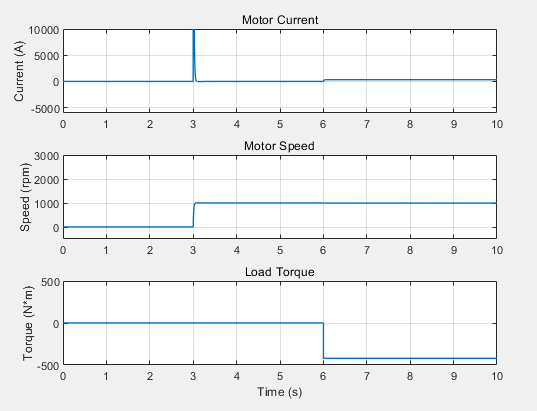 Motor Current
10000
5000
0
-5000
Current (A)
0 1 2 3 4 5 6 7 8 9 10
Motor Speed
3000
2000
1000
0
Speed (rpm)
0 1 2 3 4 5 6 7 8 9 10
Load Torque
500
0
-500
Torque (N*m)
0 1 2 3 4 5 6 7 8 9 10
Time (s)